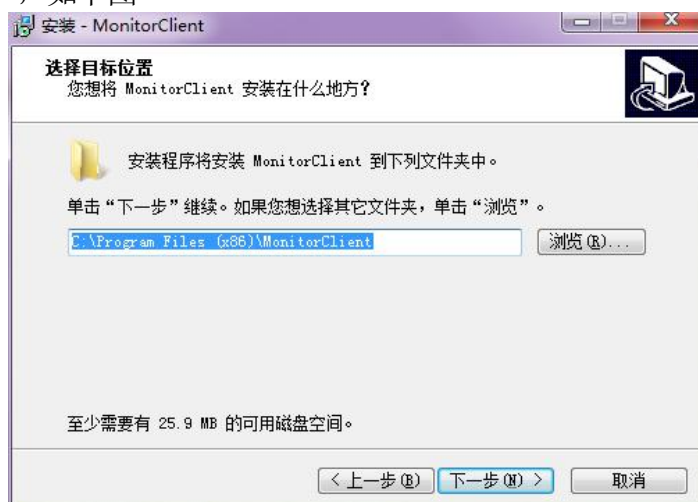 ，如下图
安装 - MonitorClient
选择目标位置
您想将 MonitorClient 安装在什么地方?
安装程序将安装 MonitorClient 到下列文件夹中。
单击“下一步”继续。如果您想选择其它文件夹，单击“浏览”。
C:\Program Files (x86)\MonitorClient
浏览(R)...
至少需要有 25.9 MB 的可用磁盘空间。
< 上一步(B) 下一步(N) > 取消